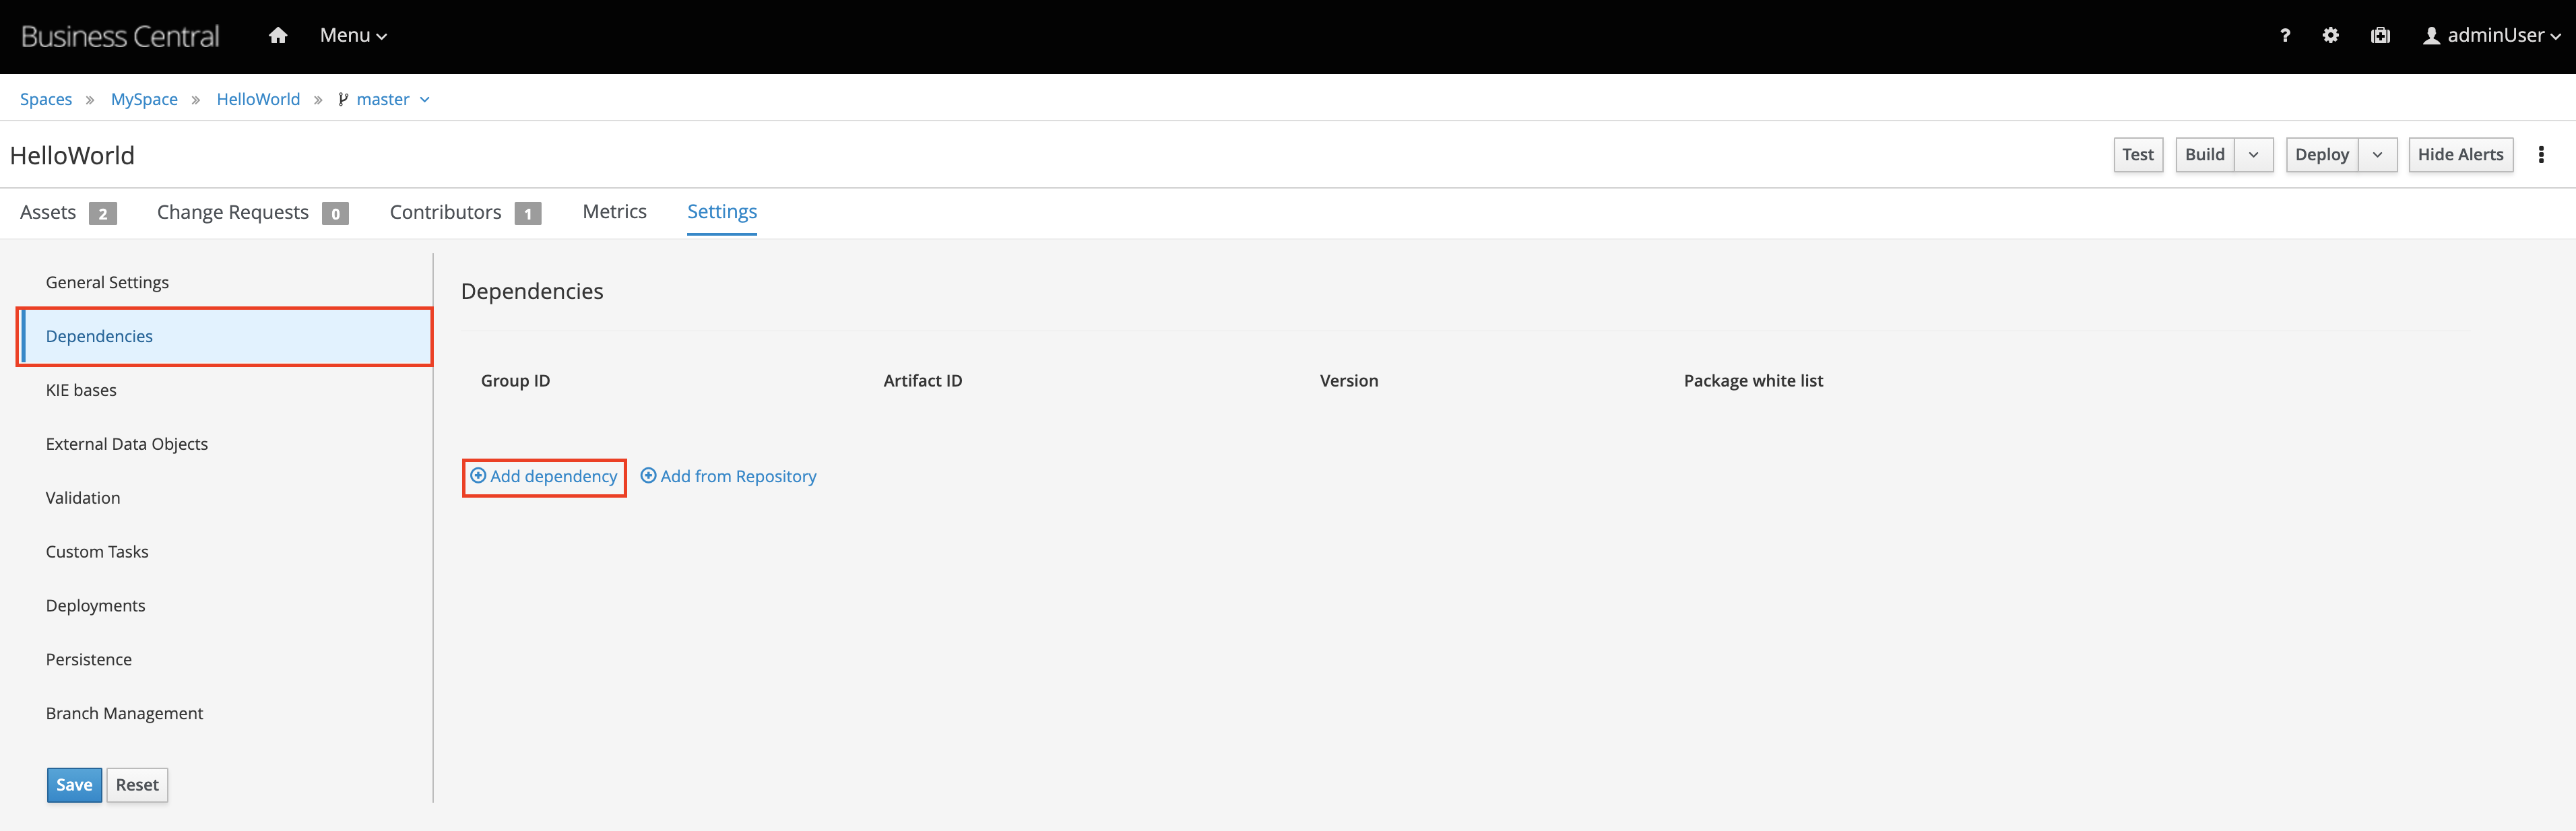 Business Central Menu ? adminUser
Spaces » MySpace » HelloWorld » master
HelloWorld Test Build Deploy Hide Alerts
Assets 2 Change Requests 0 Contributors 1 Metrics Settings
General Settings
Dependencies
KIE bases
External Data Objects
Validation
Custom Tasks
Deployments
Persistence
Branch Management
Save Reset
Dependencies
Group ID Artifact ID Version Package white list
Add dependency Add from Repository